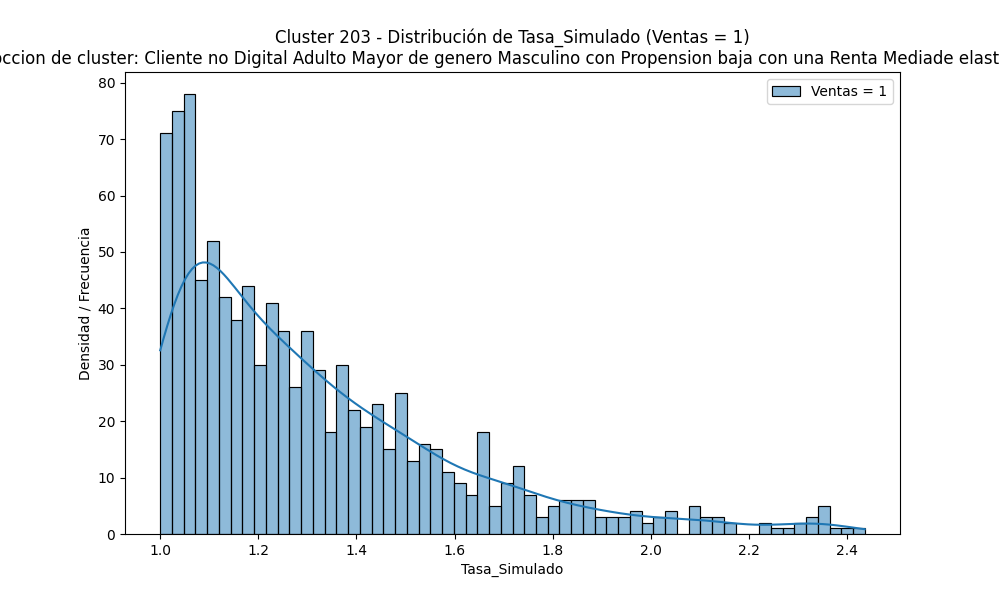 Cluster 203 - Distribución de Tasa_Simulado (Ventas = 1)
de cluster: Cliente no Digital Adulto Mayor de genero Masculino con Propension baja con una Renta Mediade
Ventas = 1
80
70
60
50
40
30
20
10
0
Densidad / Frecuencia
1.0 1.2 1.4 1.6 1.8 2.0 2.2 2.4
Tasa_Simulado